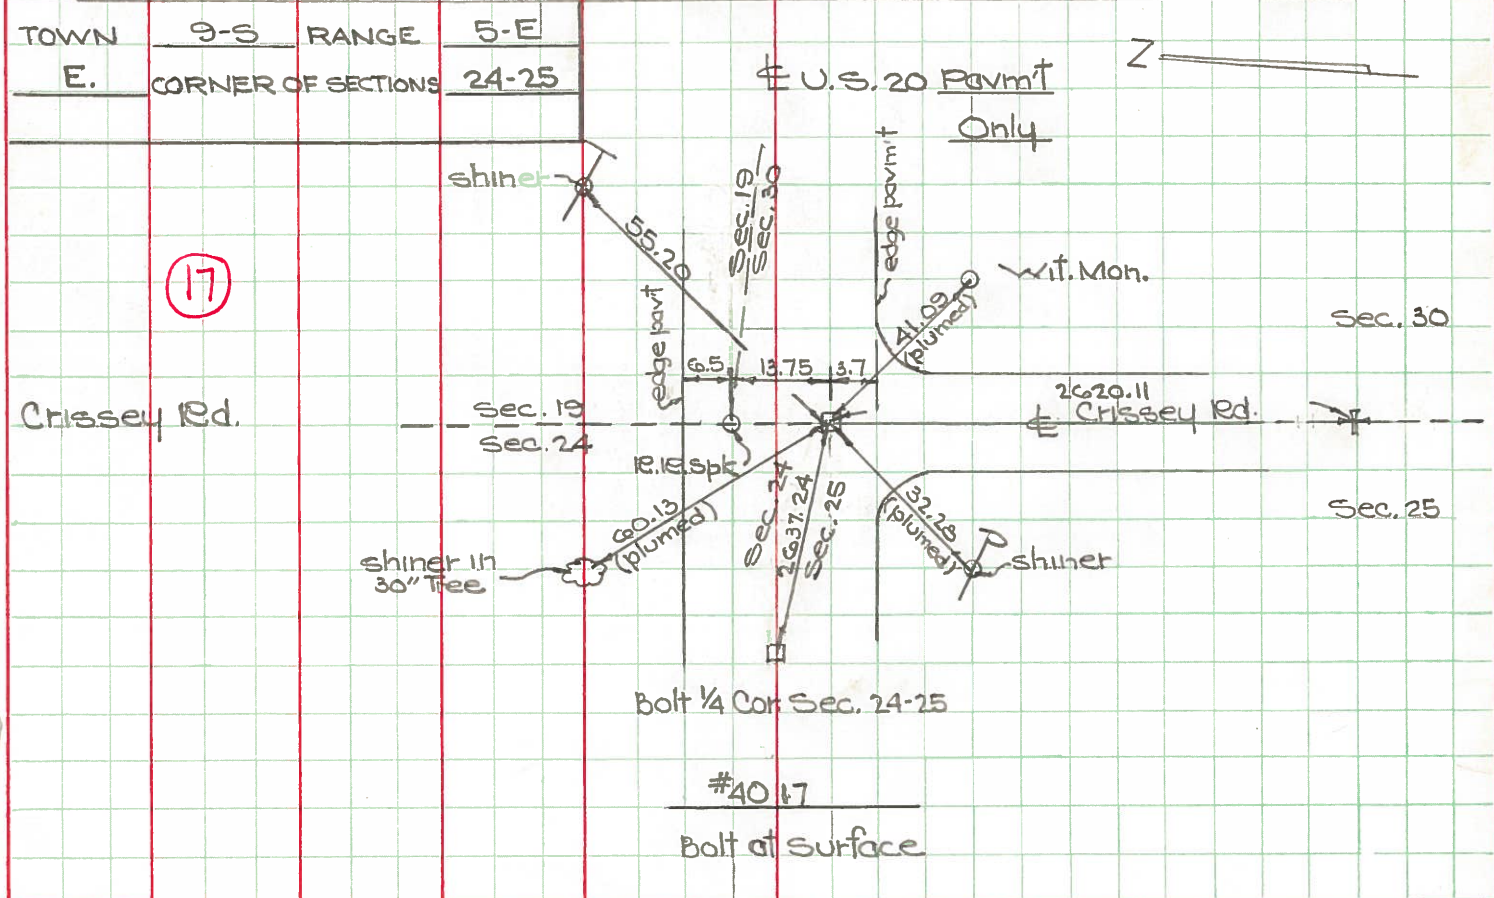 TOWN 9-S RANGE 5-E
E. CORNER OF SECTIONS 24-25
℄ U.S. 20 Pavm't
Only
Z
shiner
55.20
Sec. 19
Sec. 30
edge pavm't
Wit. Mon.
41.09
(plumed)
Sec. 30
17
edge pav't
6.5 13.75 3.7
2620.11
Crissey Rd.
Sec. 19
Sec. 24
℄ Crissey Rd.
R.R. spk
60.13
(plumed)
Sec. 24
2637.24
Sec. 25
32.28
(plumed)
Sec. 25
shiner in
30" Tree
shiner
Bolt 1/4 Cor. Sec. 24-25
#4017
Bolt at Surface